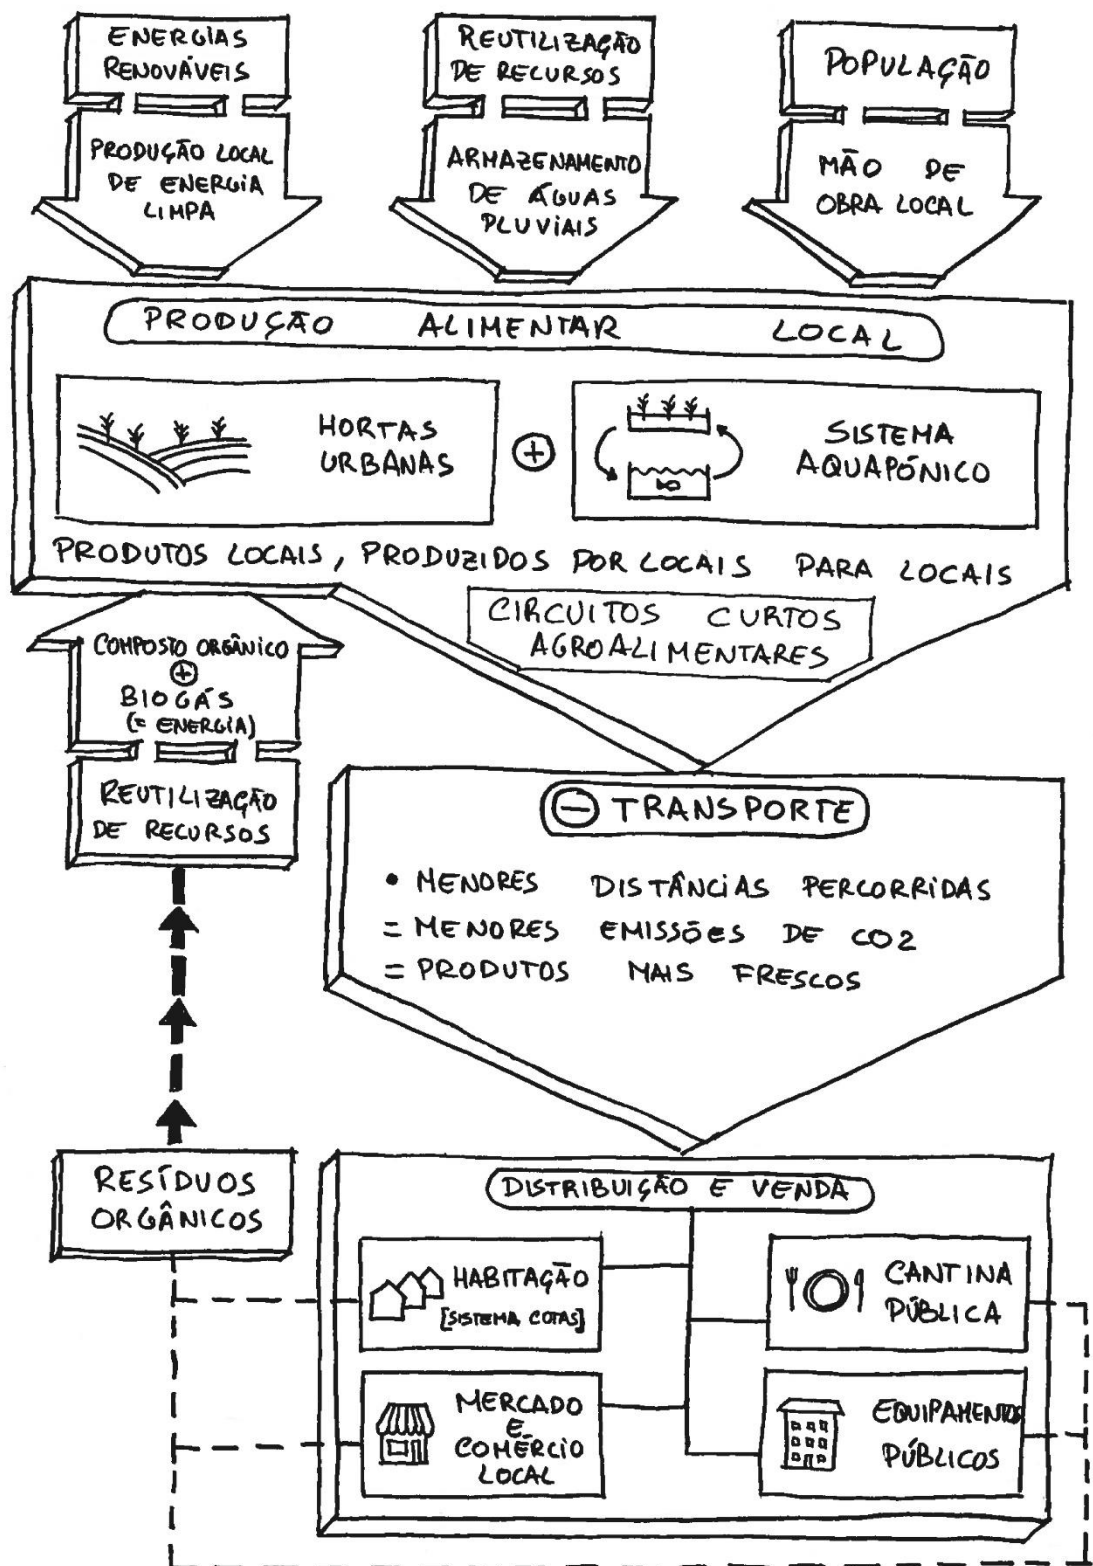 ENERGIAS
RENOVÁVEIS
PRODUÇÃO LOCAL
DE ENERGIA
LIMPA
REUTILIZAÇÃO
DE RECURSOS
ARMAZENAMENTO
DE ÁGUAS
PLUVIAIS
POPULAÇÃO
MÃO DE
OBRA LOCAL
PRODUÇÃO ALIMENTAR LOCAL
HORTAS
URBANAS
+
SISTEMA
AQUAPÓNICO
PRODUTOS LOCAIS, PRODUZIDOS POR LOCAIS PARA LOCAIS
CIRCUITOS CURTOS
AGROALIMENTARES
COMPOSTO ORGÂNICO
+
BIOGÁS
(= ENERGIA)
REUTILIZAÇÃO
DE RECURSOS
- TRANSPORTE
• MENORES DISTÂNCIAS PERCORRIDAS
= MENORES EMISSÕES DE CO2
= PRODUTOS MAIS FRESCOS
RESÍDUOS
ORGÂNICOS
DISTRIBUIÇÃO E VENDA
HABITAÇÃO
[SISTEMA COTAS]
CANTINA
PÚBLICA
MERCADO
E
COMÉRCIO
LOCAL
EQUIPAMENTOS
PÚBLICOS